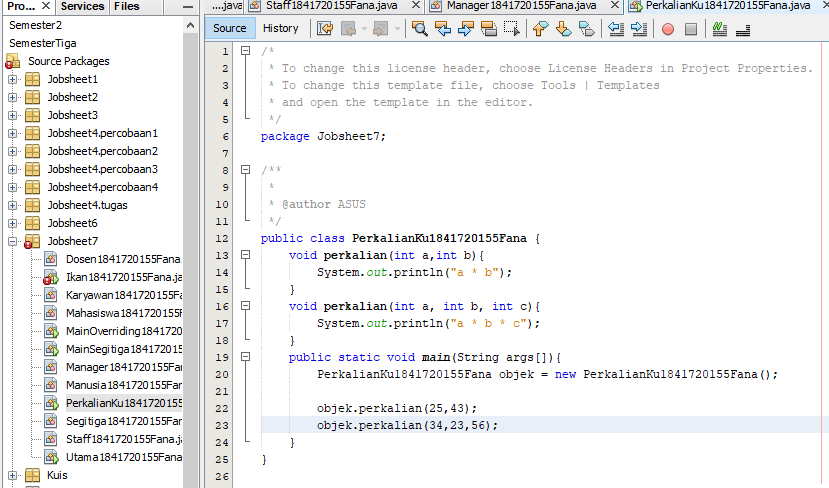 Pro... Services Files
Semester2
SemesterTiga
Source Packages
Jobsheet1
Jobsheet2
Jobsheet3
Jobsheet4.percobaan1
Jobsheet4.percobaan2
Jobsheet4.percobaan3
Jobsheet4.percobaan4
Jobsheet4.tugas
Jobsheet6
Jobsheet7
Dosen1841720155Fana.
Ikan1841720155Fana.ja
Karyawan1841720155Fa
Mahasiswa1841720155F
MainOverriding1841720
MainSegitiga18417201
Manager1841720155Fa
Manusia1841720155Far
PerkalianKu184172015
Segitiga1841720155Fan
Staff1841720155Fana.j
Utama1841720155Fana
Kuis
....java Staff1841720155Fana.java Manager1841720155Fana.java PerkalianKu1841720155Fana.java
Source History
1 /*
2 * To change this license header, choose License Headers in Project Properties.
3 * To change this template file, choose Tools | Templates
4 * and open the template in the editor.
5 */
6 package Jobsheet7;
7
8 /**
9 *
10 * @author ASUS
11 */
12 public class PerkalianKu1841720155Fana {
13 void perkalian(int a,int b){
14 System.out.println("a * b");
15 }
16 void perkalian(int a, int b, int c){
17 System.out.println("a * b * c");
18 }
19 public static void main(String args[]){
20 PerkalianKu1841720155Fana objek = new PerkalianKu1841720155Fana();
21
22 objek.perkalian(25,43);
23 objek.perkalian(34,23,56);
24 }
25 }
26